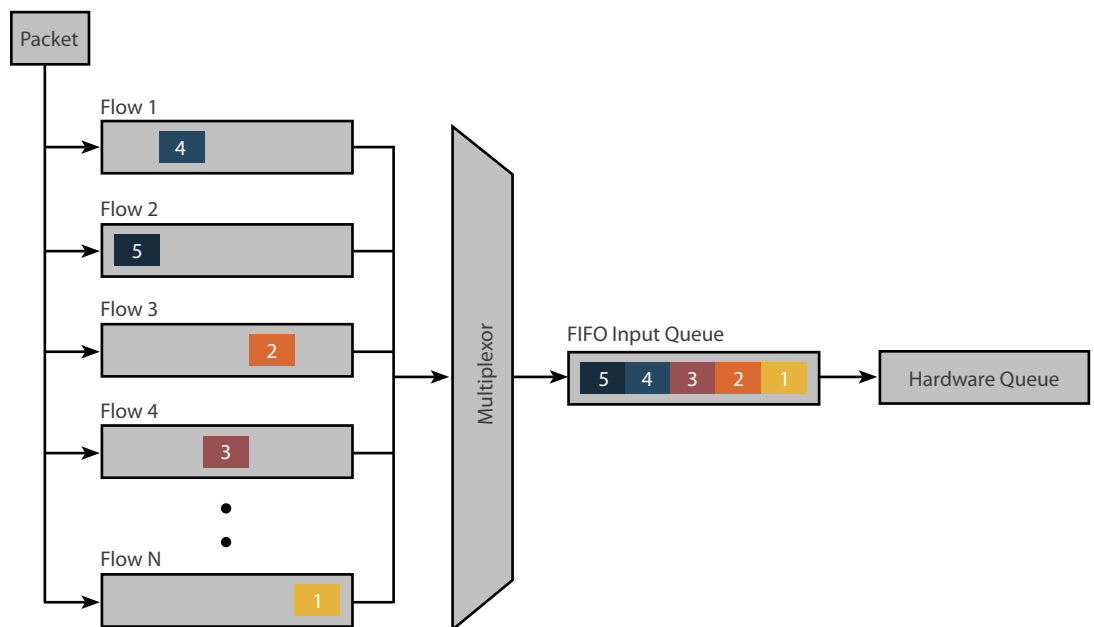 Packet
Flow 1
4
Flow 2
5
Flow 3
2
Flow 4
3
Flow N
1
Multiplexor
FIFO Input Queue
5 4 3 2 1
Hardware Queue